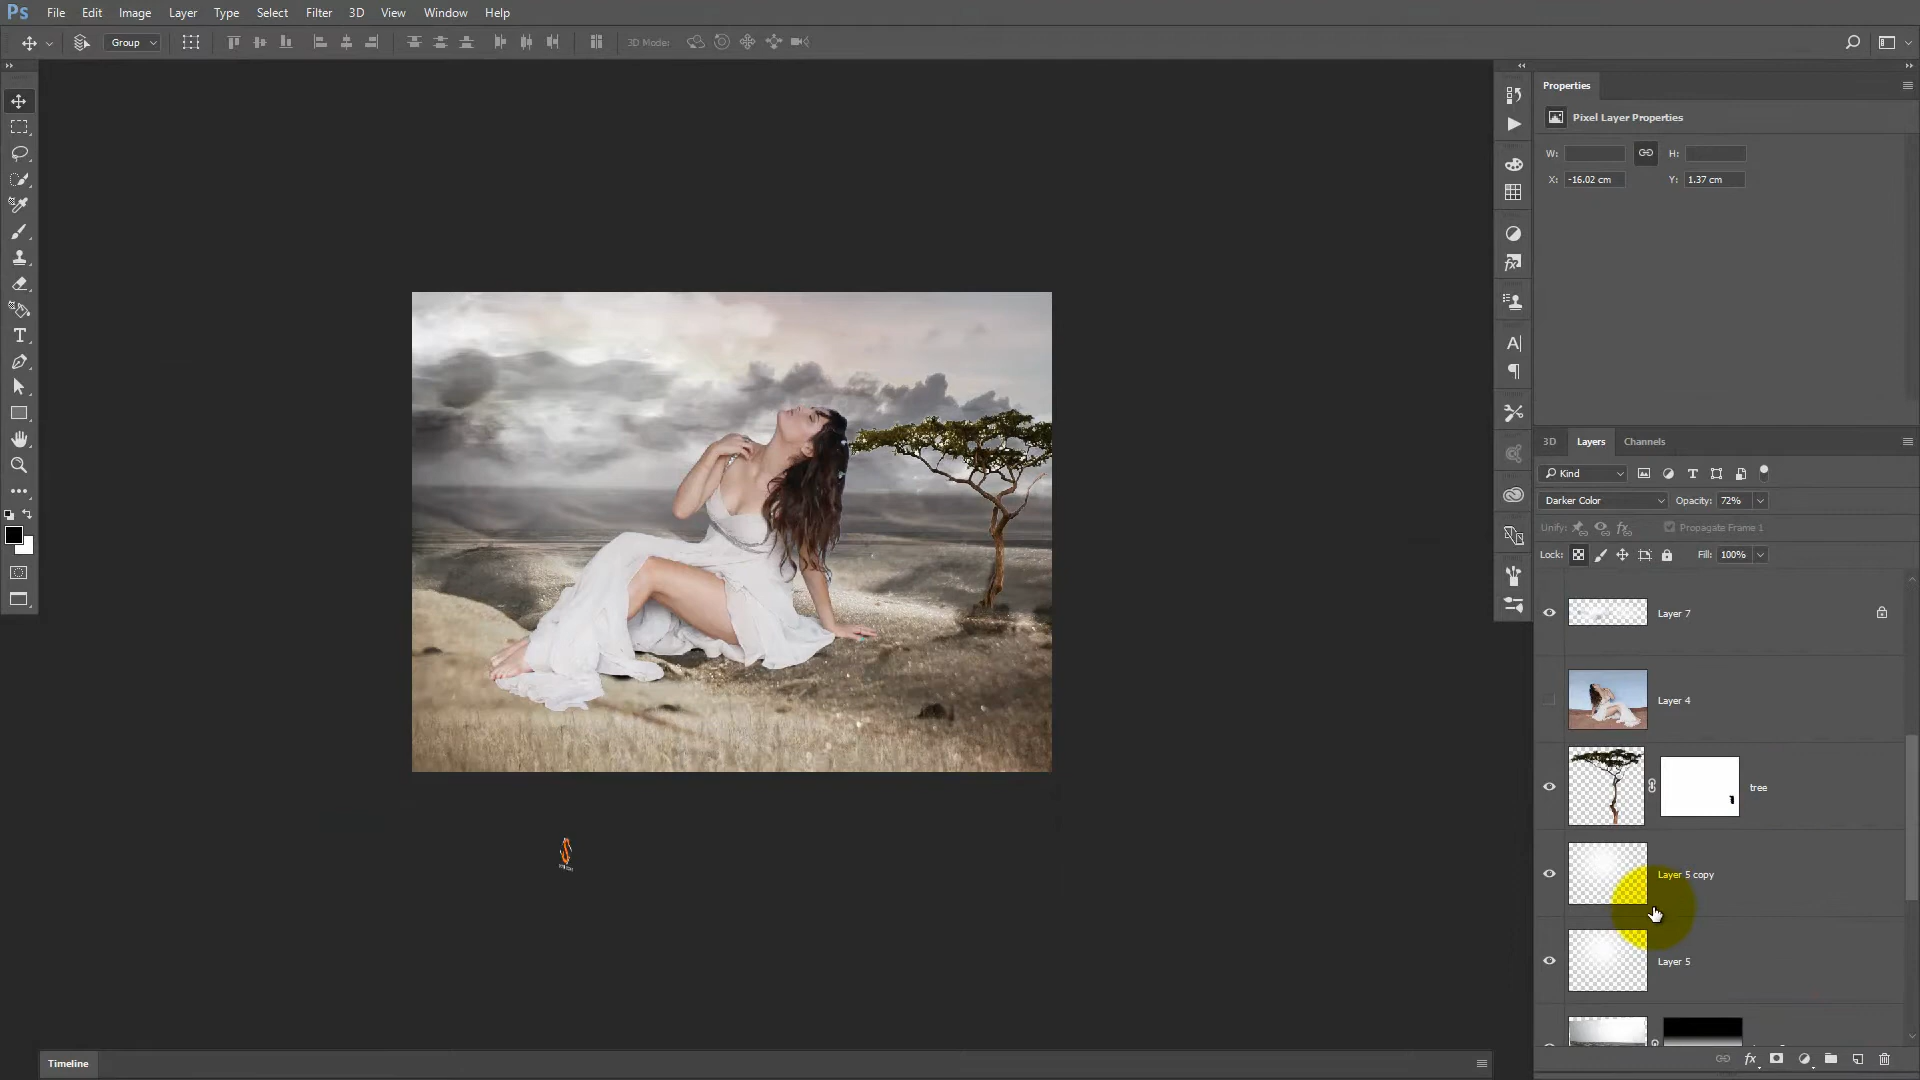 Ps File Edit Image Layer Type Select Filter 3D View Window Help
Group 3D Mode:
Properties
Pixel Layer Properties
W: H:
X: -16.02 cm Y: 1.37 cm
3D Layers Channels
Kind
Darker Color Opacity: 72%
Unify: Propagate Frame 1
Lock: Fill: 100%
Layer 7
Layer 4
tree
Layer 5 copy
Layer 5
Timeline